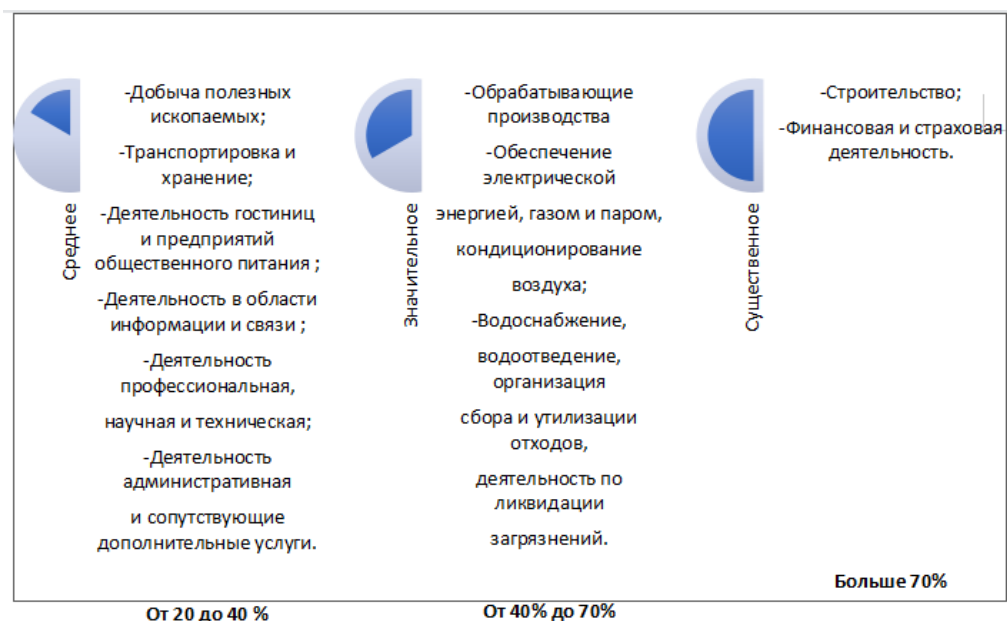 Среднее
-Добыча полезных
ископаемых;
-Транспортировка и
хранение;
-Деятельность гостиниц
и предприятий
общественного питания ;
-Деятельность в области
информации и связи ;
-Деятельность
профессиональная,
научная и техническая;
-Деятельность
административная
и сопутствующие
дополнительные услуги.
От 20 до 40 %
Значительное
-Обрабатывающие
производства
-Обеспечение
электрической
энергией, газом и паром,
кондиционирование
воздуха;
-Водоснабжение,
водоотведение,
организация
сбора и утилизации
отходов,
деятельность по
ликвидации
загрязнений.
От 40% до 70%
Существенное
-Строительство;
-Финансовая и страховая
деятельность.
Больше 70%